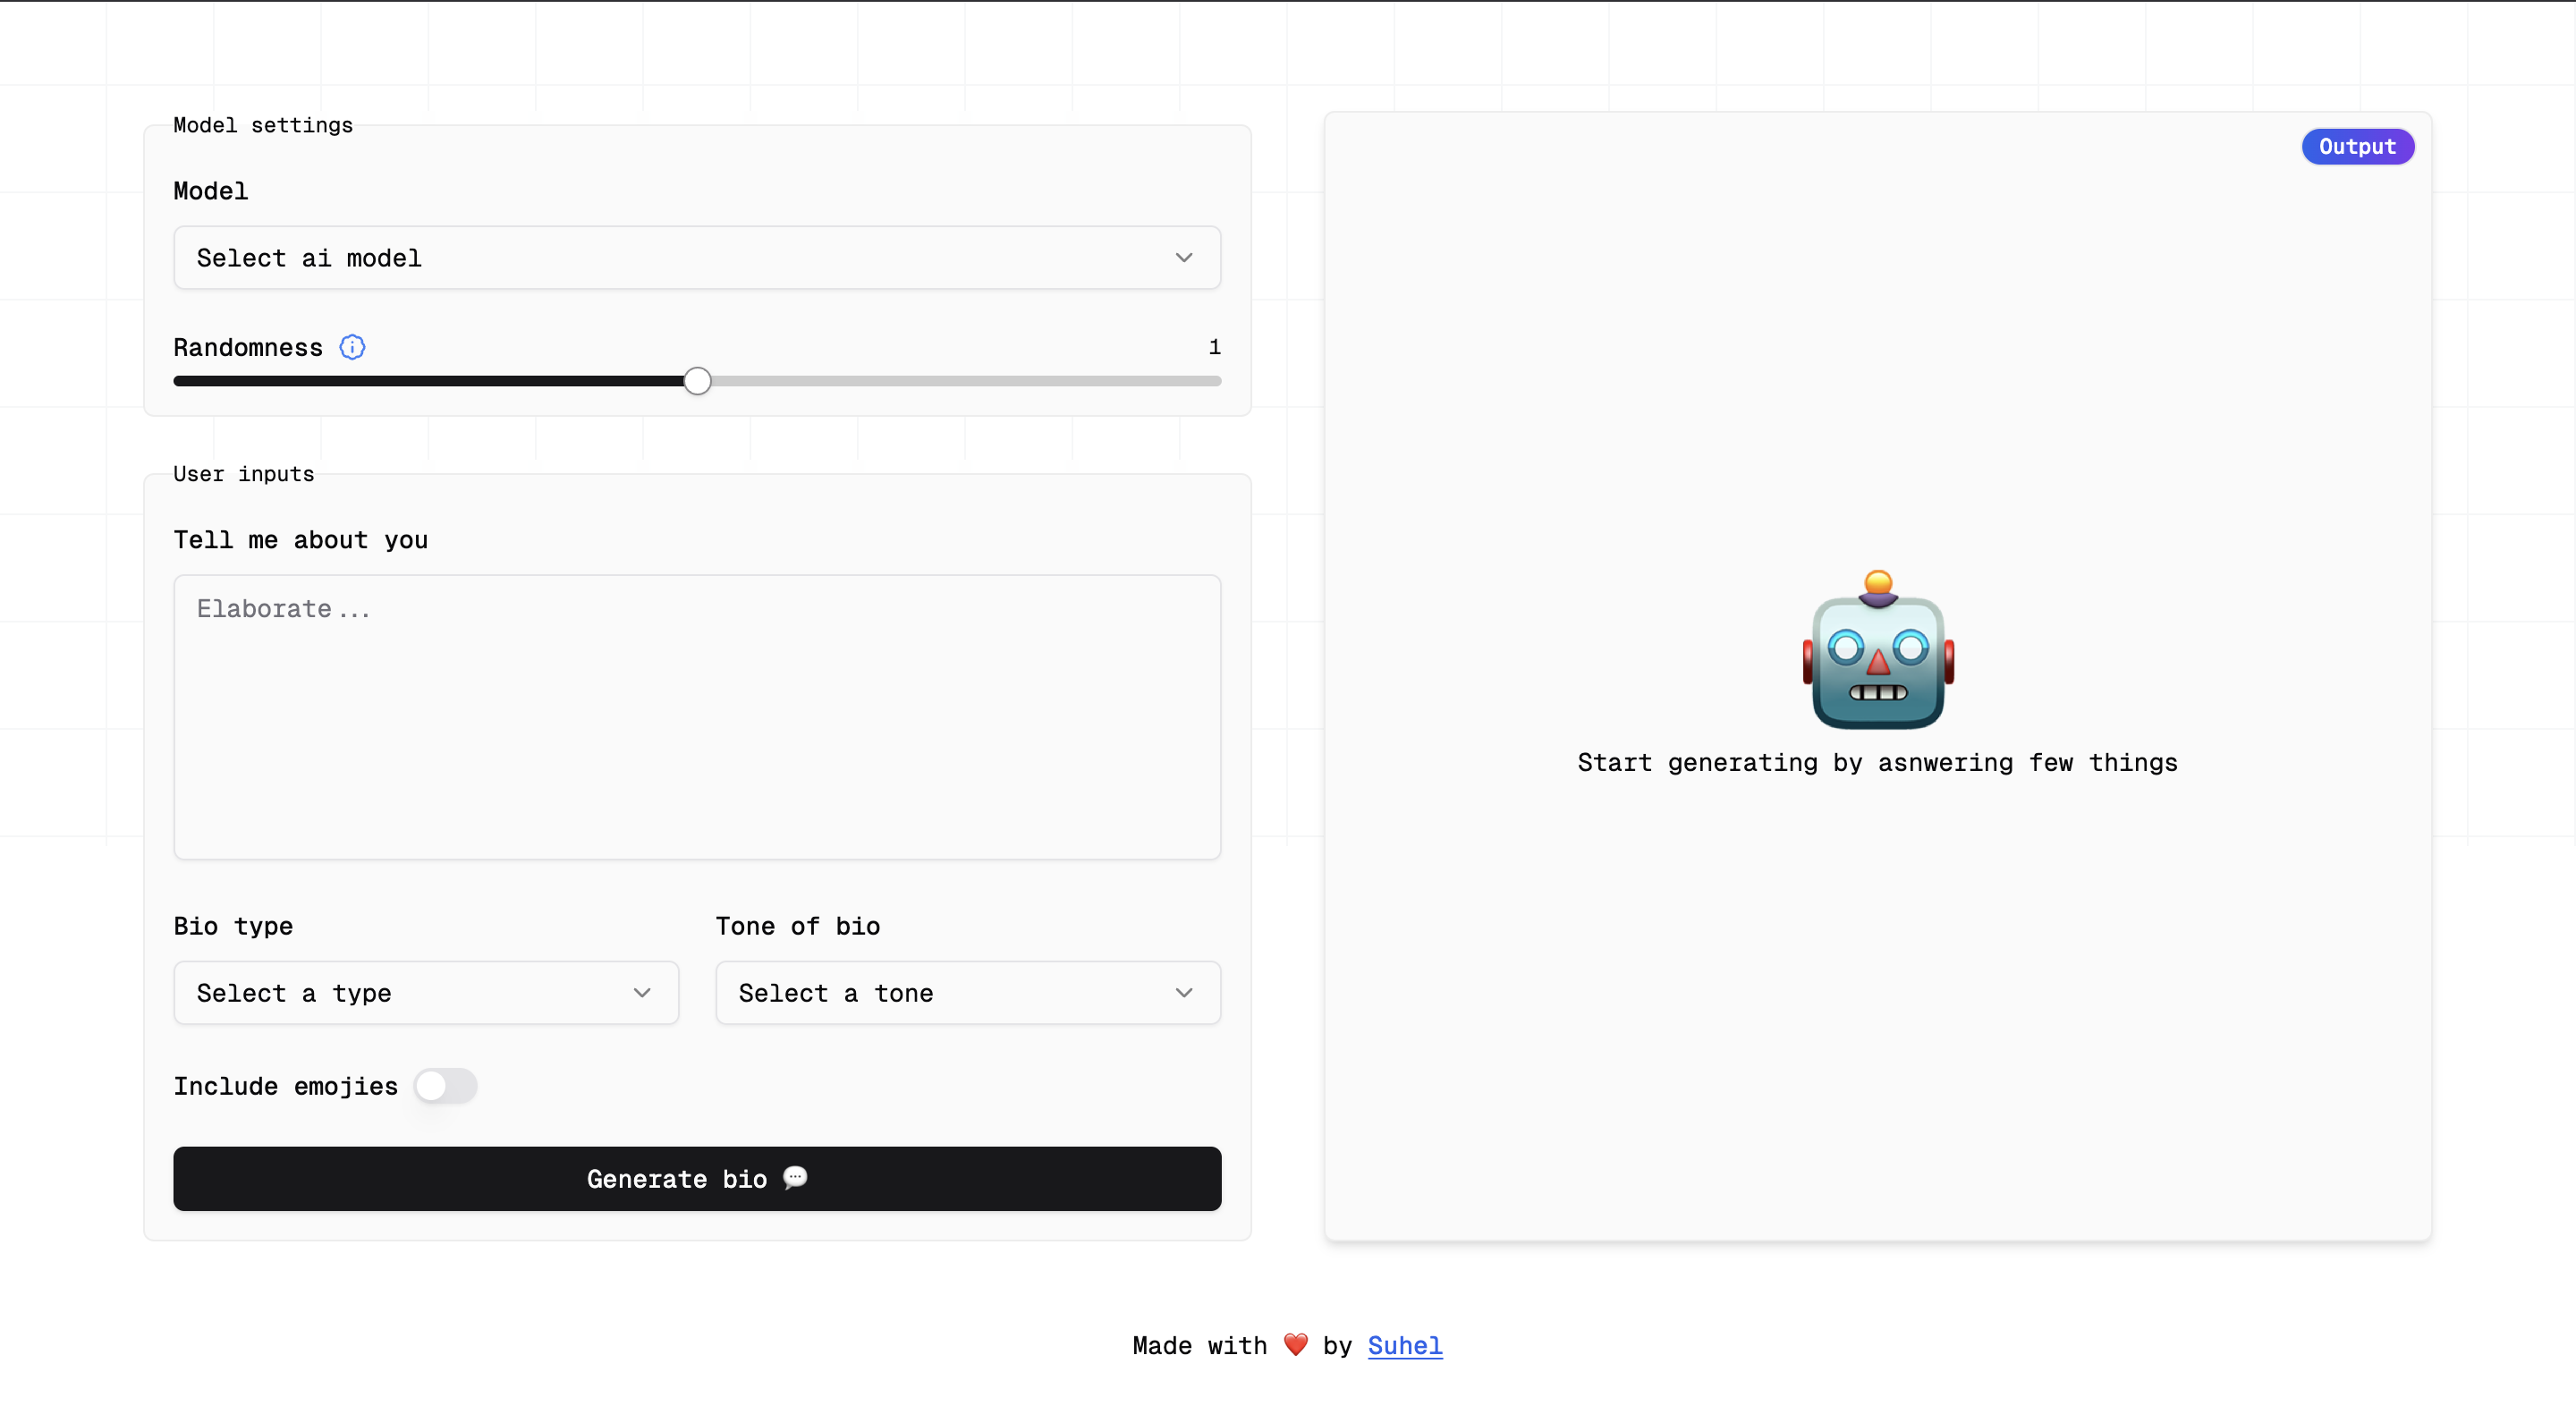 Model settings
Model
Select ai model
Randomness
1
User inputs
Tell me about you
Elaborate...
Bio type
Tone of bio
Select a type
Select a tone
Include emojies
Generate bio 💬
Output
Start generating by asnwering few things
Made with ❤️ by Suhel